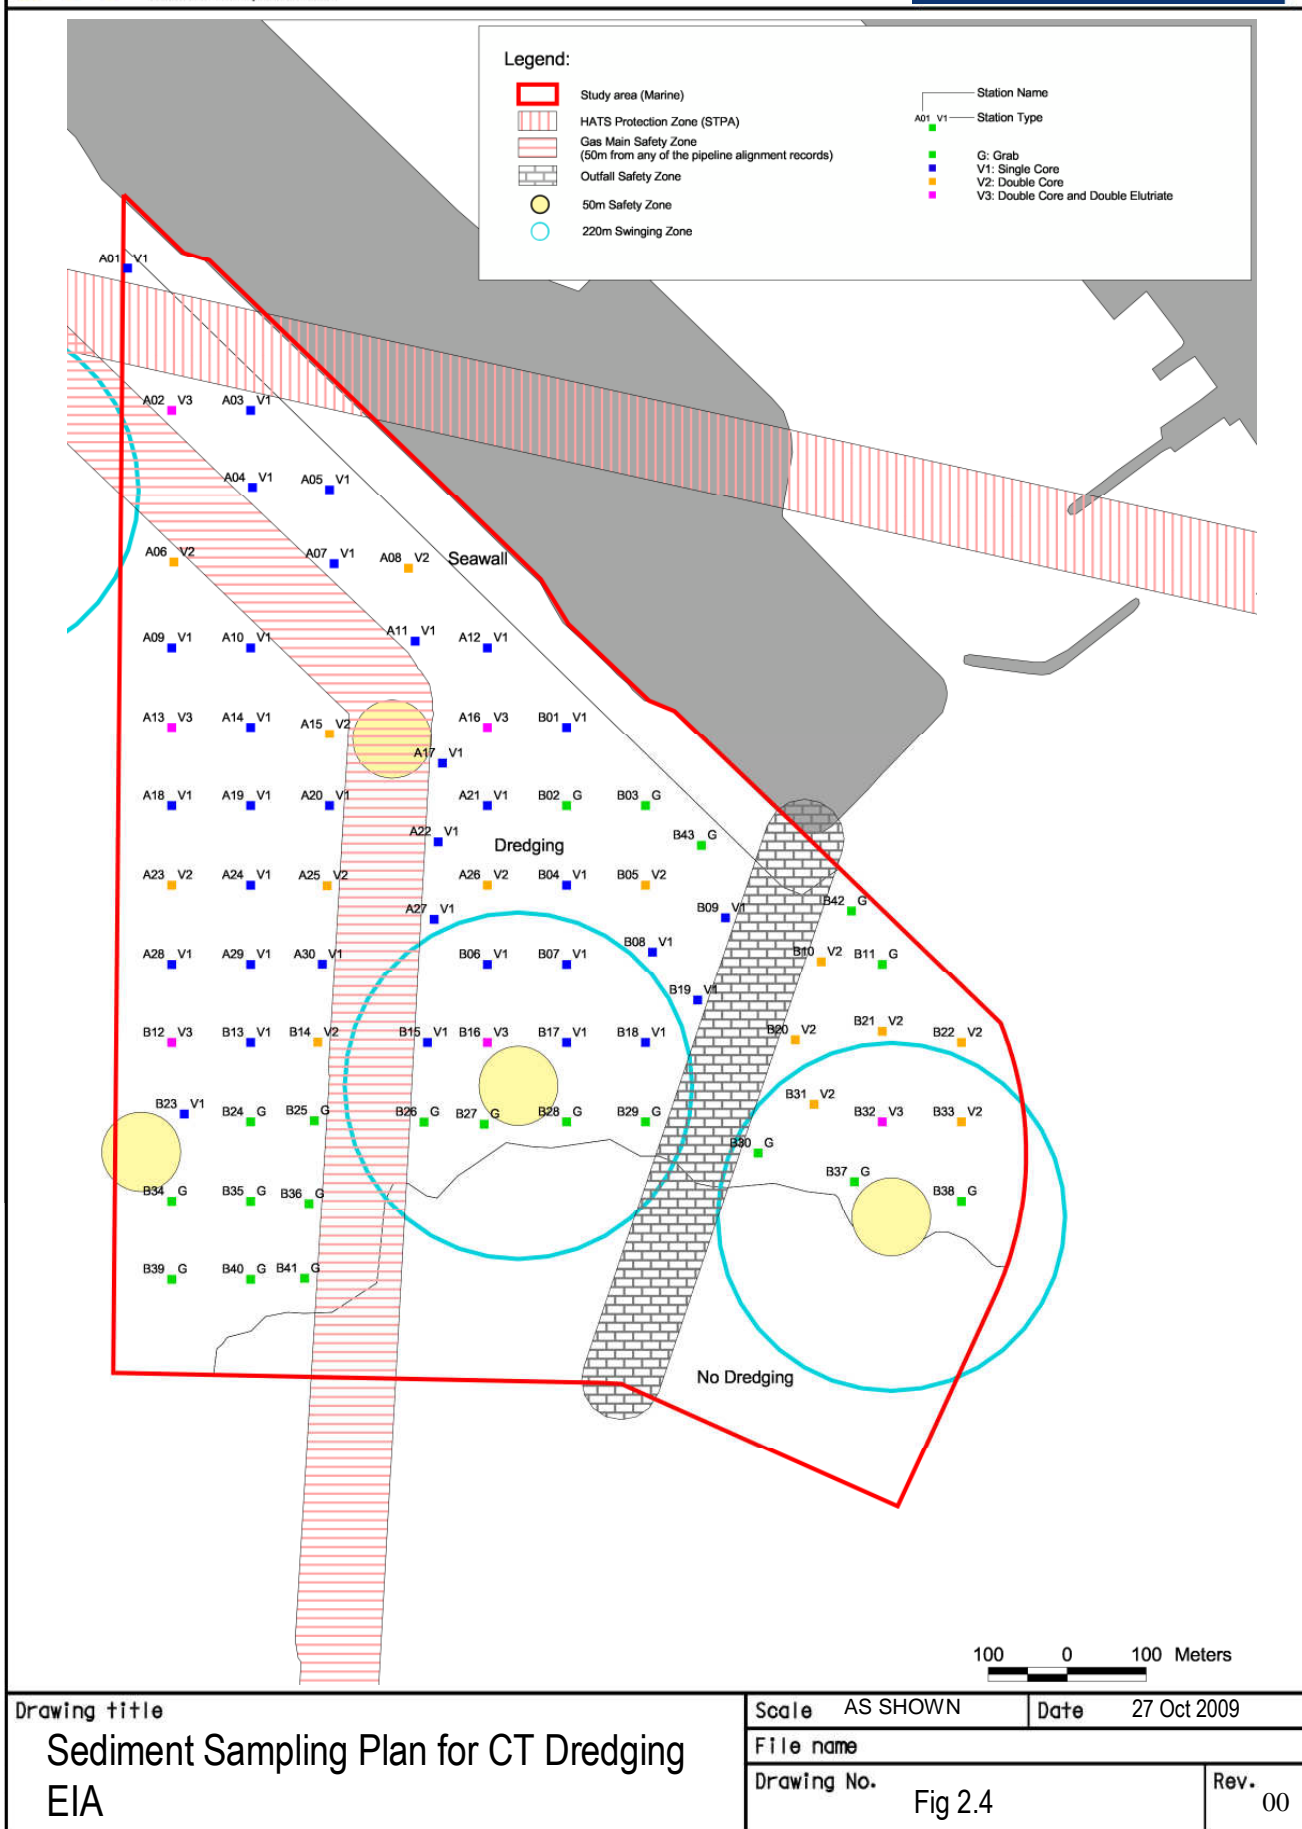 Legend:
Study area (Marine)
HATS Protection Zone (STPA)
Gas Main Safety Zone
(50m from any of the pipeline alignment records)
Outfall Safety Zone
50m Safety Zone
220m Swinging Zone
Station Name
A01 V1 Station Type
G: Grab
V1: Single Core
V2: Double Core
V3: Double Core and Double Elutriate
A01 V1
A02 V3 A03 V1
A04 V1 A05 V1
A06 V2 A07 V1 A08 V2 Seawall
A09 V1 A10 V1 A11 V1 A12 V1
A13 V3 A14 V1 A15 V2 A16 V3 B01 V1
A17 V1
A18 V1 A19 V1 A20 V1 A21 V1 B02 G B03 G
A22 V1 Dredging B43 G
A23 V2 A24 V1 A25 V2 A26 V2 B04 V1 B05 V2
A27 V1 B09 V1 B42 G
A28 V1 A29 V1 A30 V1 B06 V1 B07 V1 B08 V1 B10 V2 B11 G
B19 V1
B12 V3 B13 V1 B14 V2 B15 V1 B16 V3 B17 V1 B18 V1 B20 V2 B21 V2 B22 V2
B23 V1 B24 G B25 G B26 G B27 G B28 G B29 G B31 V2 B32 V3 B33 V2
B30 G
B34 G B35 G B36 G B37 G B38 G
B39 G B40 G B41 G
No Dredging
100 0 100 Meters
Drawing title
Sediment Sampling Plan for CT Dredging
EIA
Scale AS SHOWN Date 27 Oct 2009
File name
Drawing No. Fig 2.4 Rev. 00